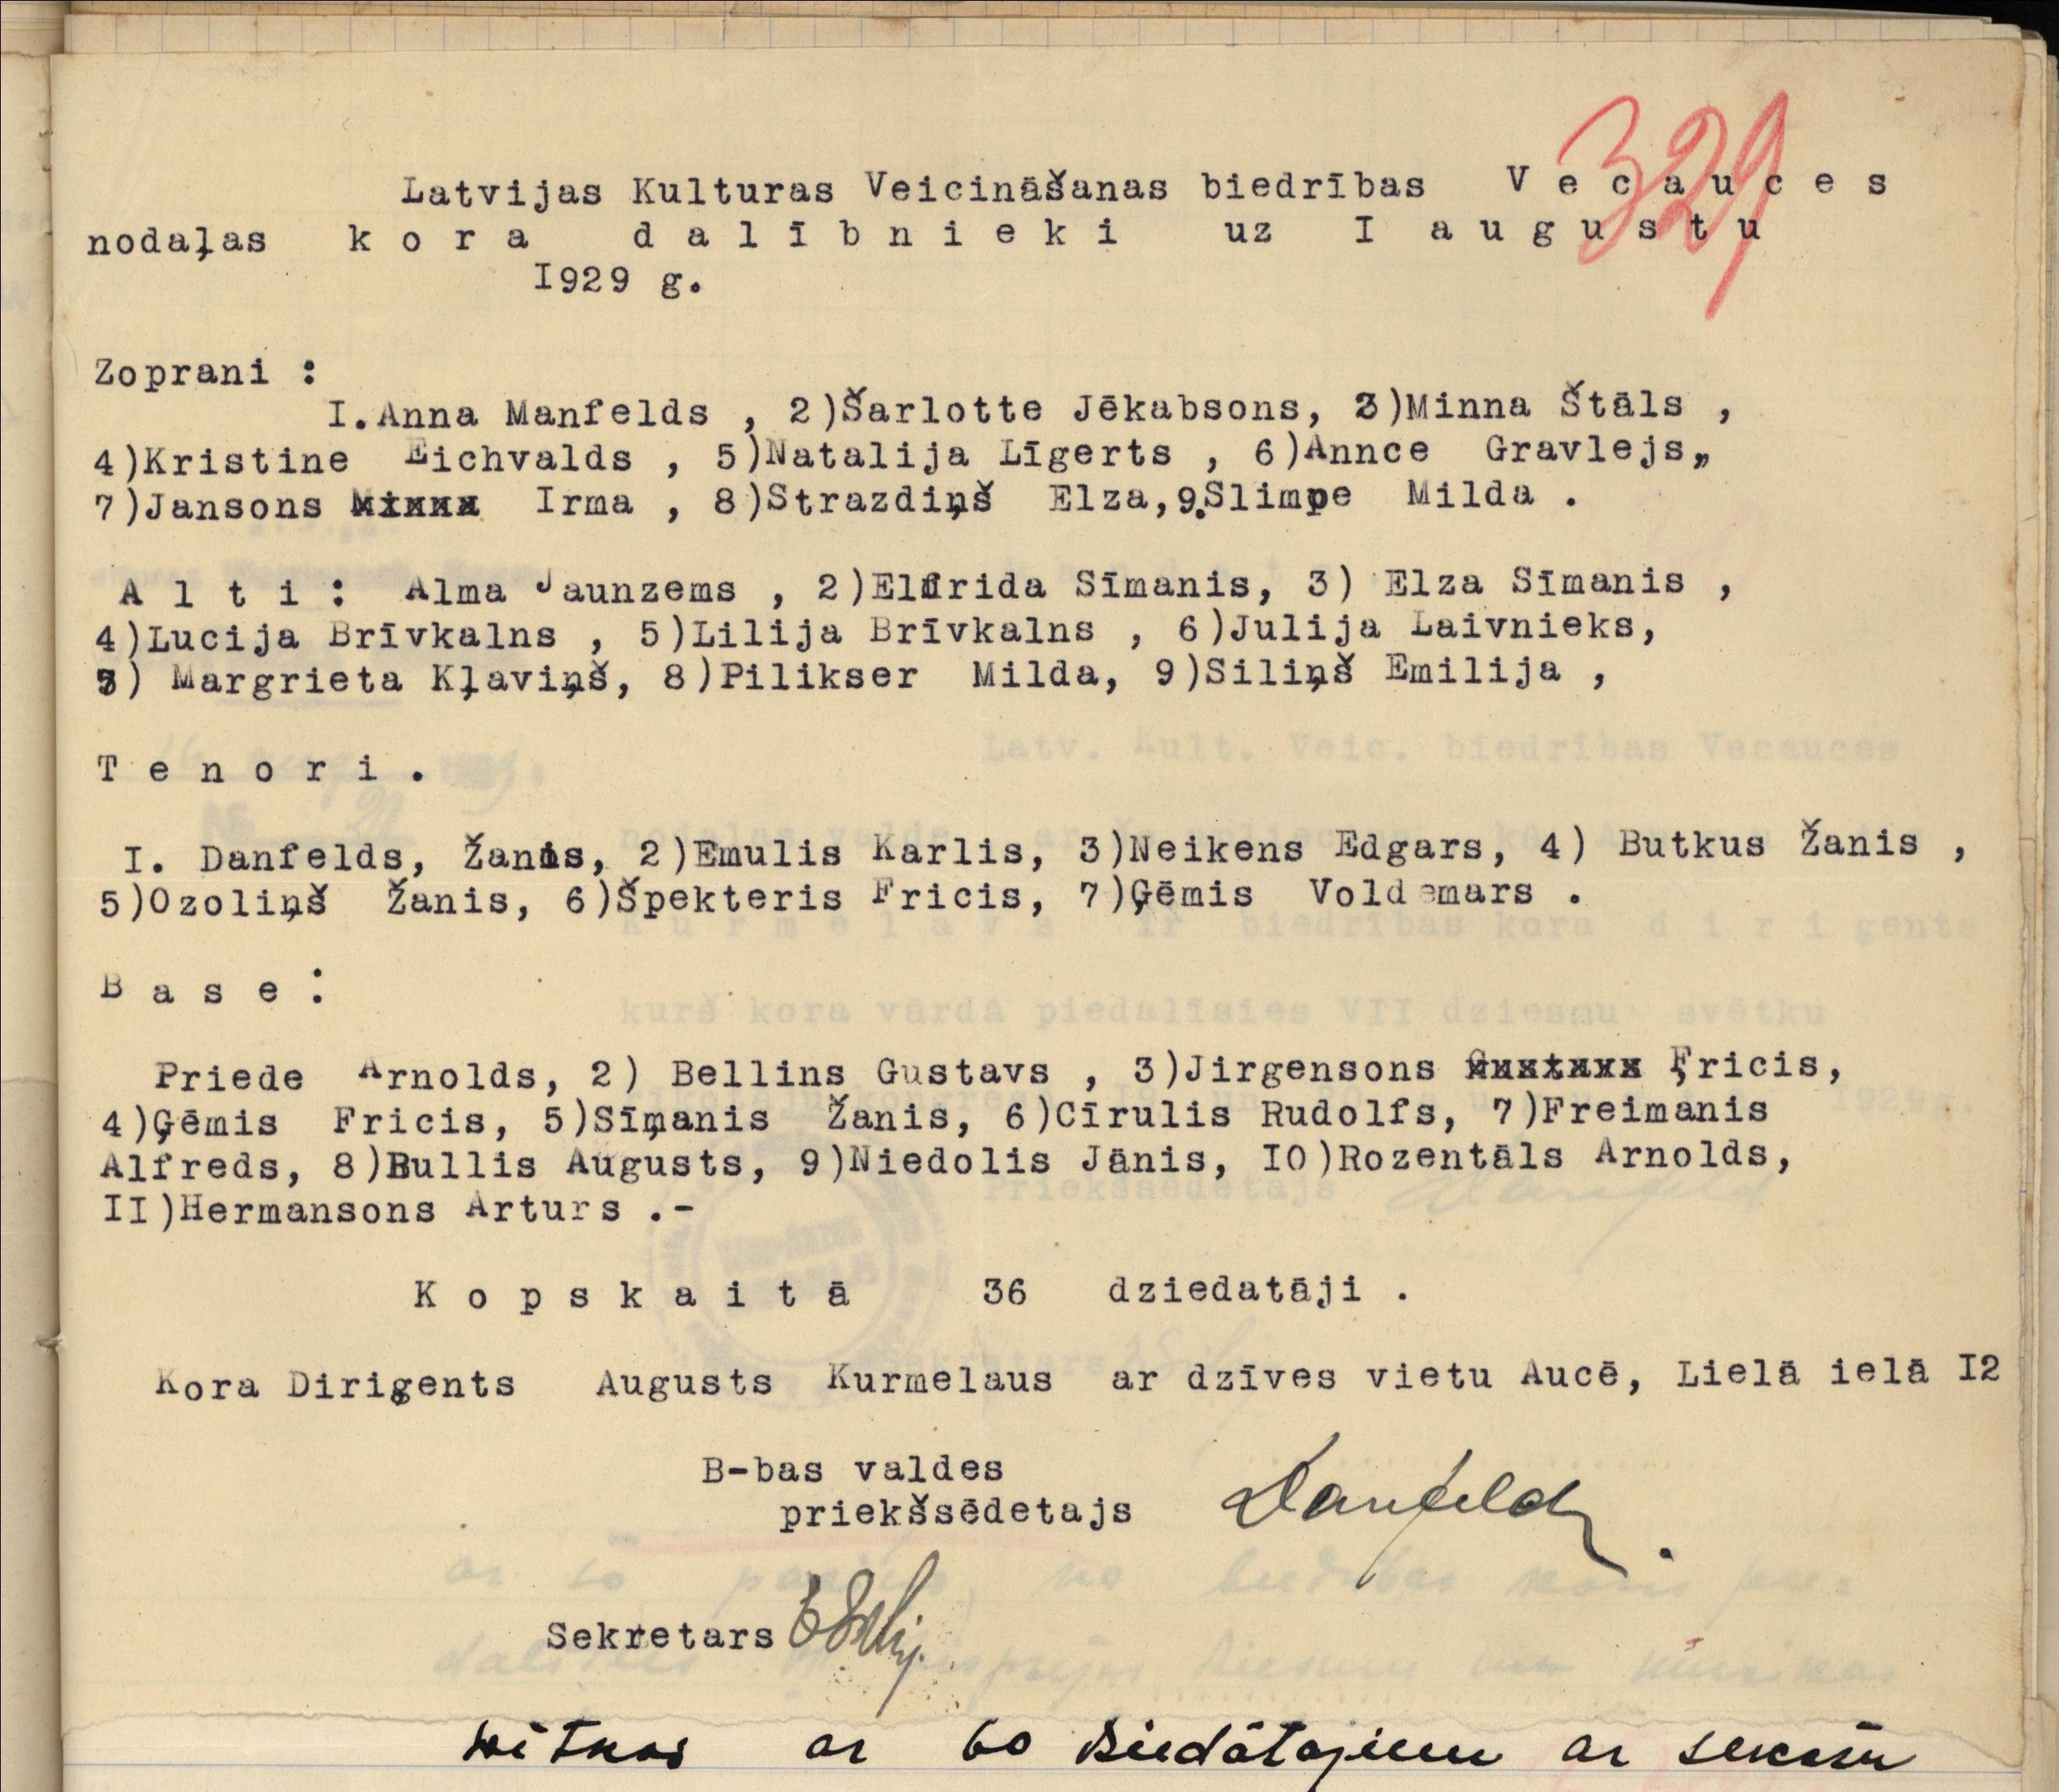 329
Latvijas Kulturas Veicināšanas biedrības V e c a u c e s
nodaļas k o r a d a l ī b n i e k i uz I a u g u s t u
I929 g.
Zoprani :
I.Anna Manfelds , 2)Šarlotte Jēkabsons, 3)Minna Štāls ,
4)Kristine Eichvalds , 5)Natalija Līgerts , 6)Annce Gravlejs,,
7)Jansons Irma , 8)Strazdiņš Elza,9.Slimpe Milda .
A l t i : Alma Jaunzems , 2)Elfrida Sīmanis, 3) Elza Sīmanis ,
4)Lucija Brīvkalns , 5)Lilija Brīvkalns , 6)Julija Laivnieks,
7) Margrieta Kļaviņš, 8)Pilikser Milda, 9)Siliņš Emilija ,
T e n o r i .
I. Danfelds, Žanis, 2)Emulis Karlis, 3)Neikens Edgars, 4) Butkus Žanis ,
5)Ozoliņš Žanis, 6)Špekteris Fricis, 7)Ģēmis Voldemars .
B a s e :
Priede Arnolds, 2) Bellins Gustavs , 3)Jirgensons Fricis,
4)Ģēmis Fricis, 5)Sīmanis Žanis, 6)Cīrulis Rudolfs, 7)Freimanis
Alfreds, 8)Bullis Augusts, 9)Niedolis Jānis, IO)Rozentāls Arnolds,
II)Hermansons Arturs .-
K o p s k a i t ā 36 dziedatāji .
Kora Diriģents Augusts Kurmelaus ar dzīves vietu Aucē, Lielā ielā I2
B-bas valdes
priekšsēdetajs Danfelds
Sekretars
ar 60 ar